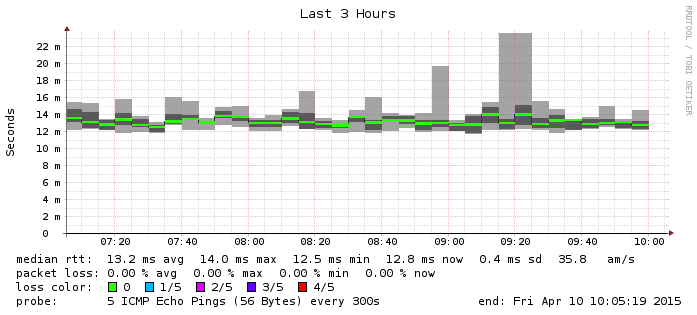 Last 3 Hours
RRDTOOL / TOBI OETIKER
Seconds
22 m
20 m
18 m
16 m
14 m
12 m
10 m
8 m
6 m
4 m
2 m
0
07:20 07:40 08:00 08:20 08:40 09:00 09:20 09:40 10:00
median rtt: 13.2 ms avg 14.0 ms max 12.5 ms min 12.8 ms now 0.4 ms sd 35.8 am/s
packet loss: 0.00 % avg 0.00 % max 0.00 % min 0.00 % now
loss color: 0 1/5 2/5 3/5 4/5
probe: 5 ICMP Echo Pings (56 Bytes) every 300s end: Fri Apr 10 10:05:19 2015